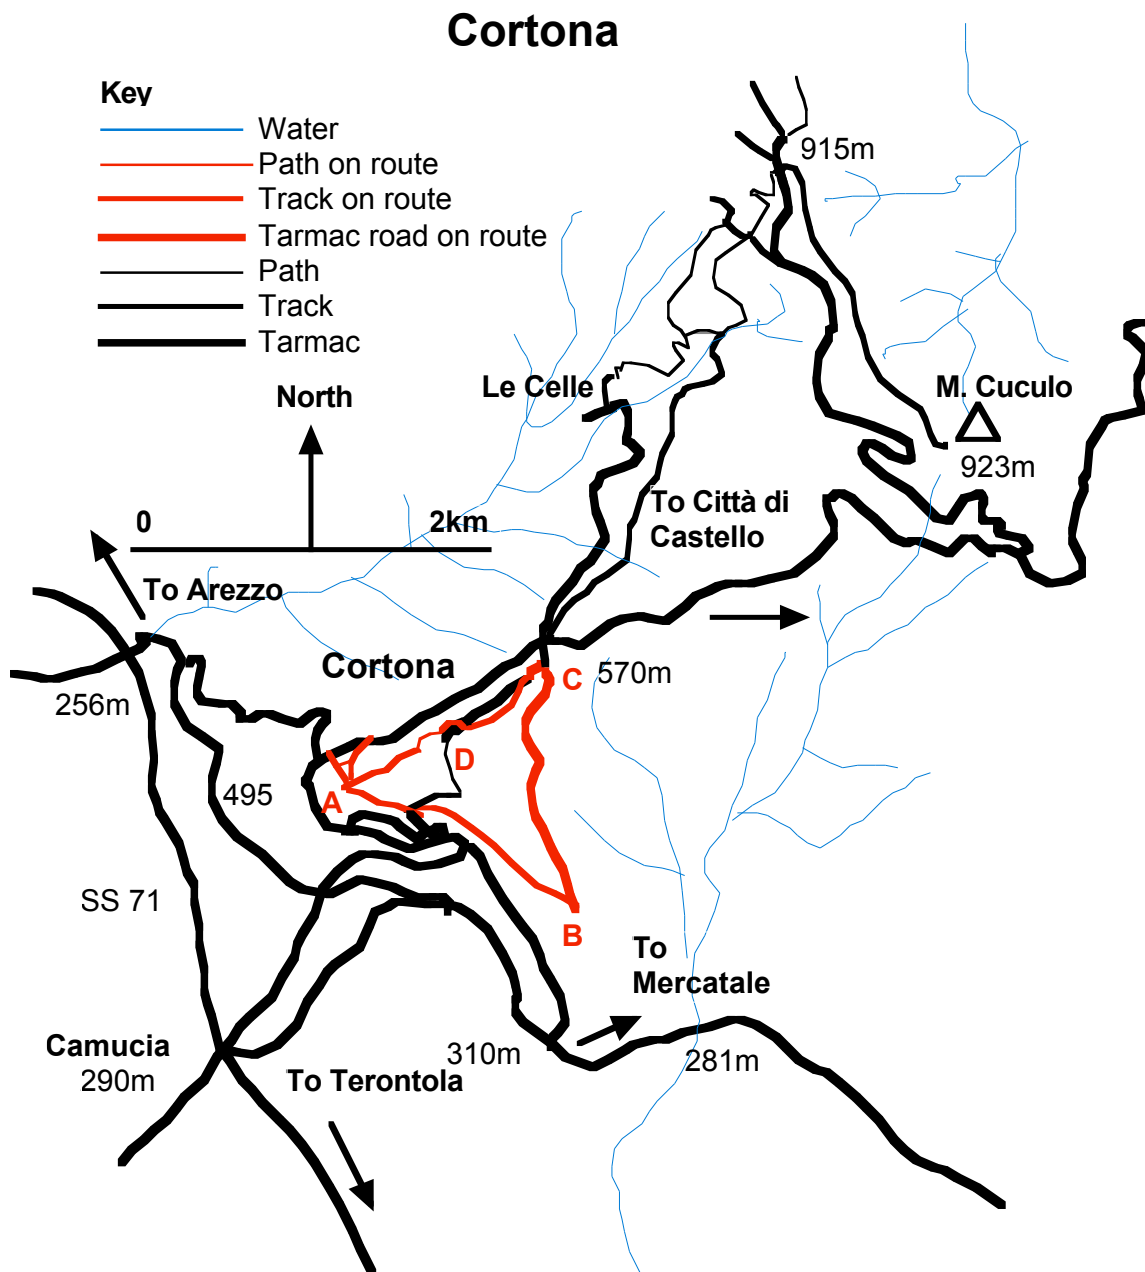 Cortona
Key
Water
Path on route
Track on route
Tarmac road on route
Path
Track
Tarmac
915m
North
Le Celle
M. Cuculo
923m
0
2km
To Città di
Castello
To Arezzo
Cortona
C
570m
256m
D
495
A
SS 71
B
To
Mercatale
Camucia
290m
310m
281m
To Terontola